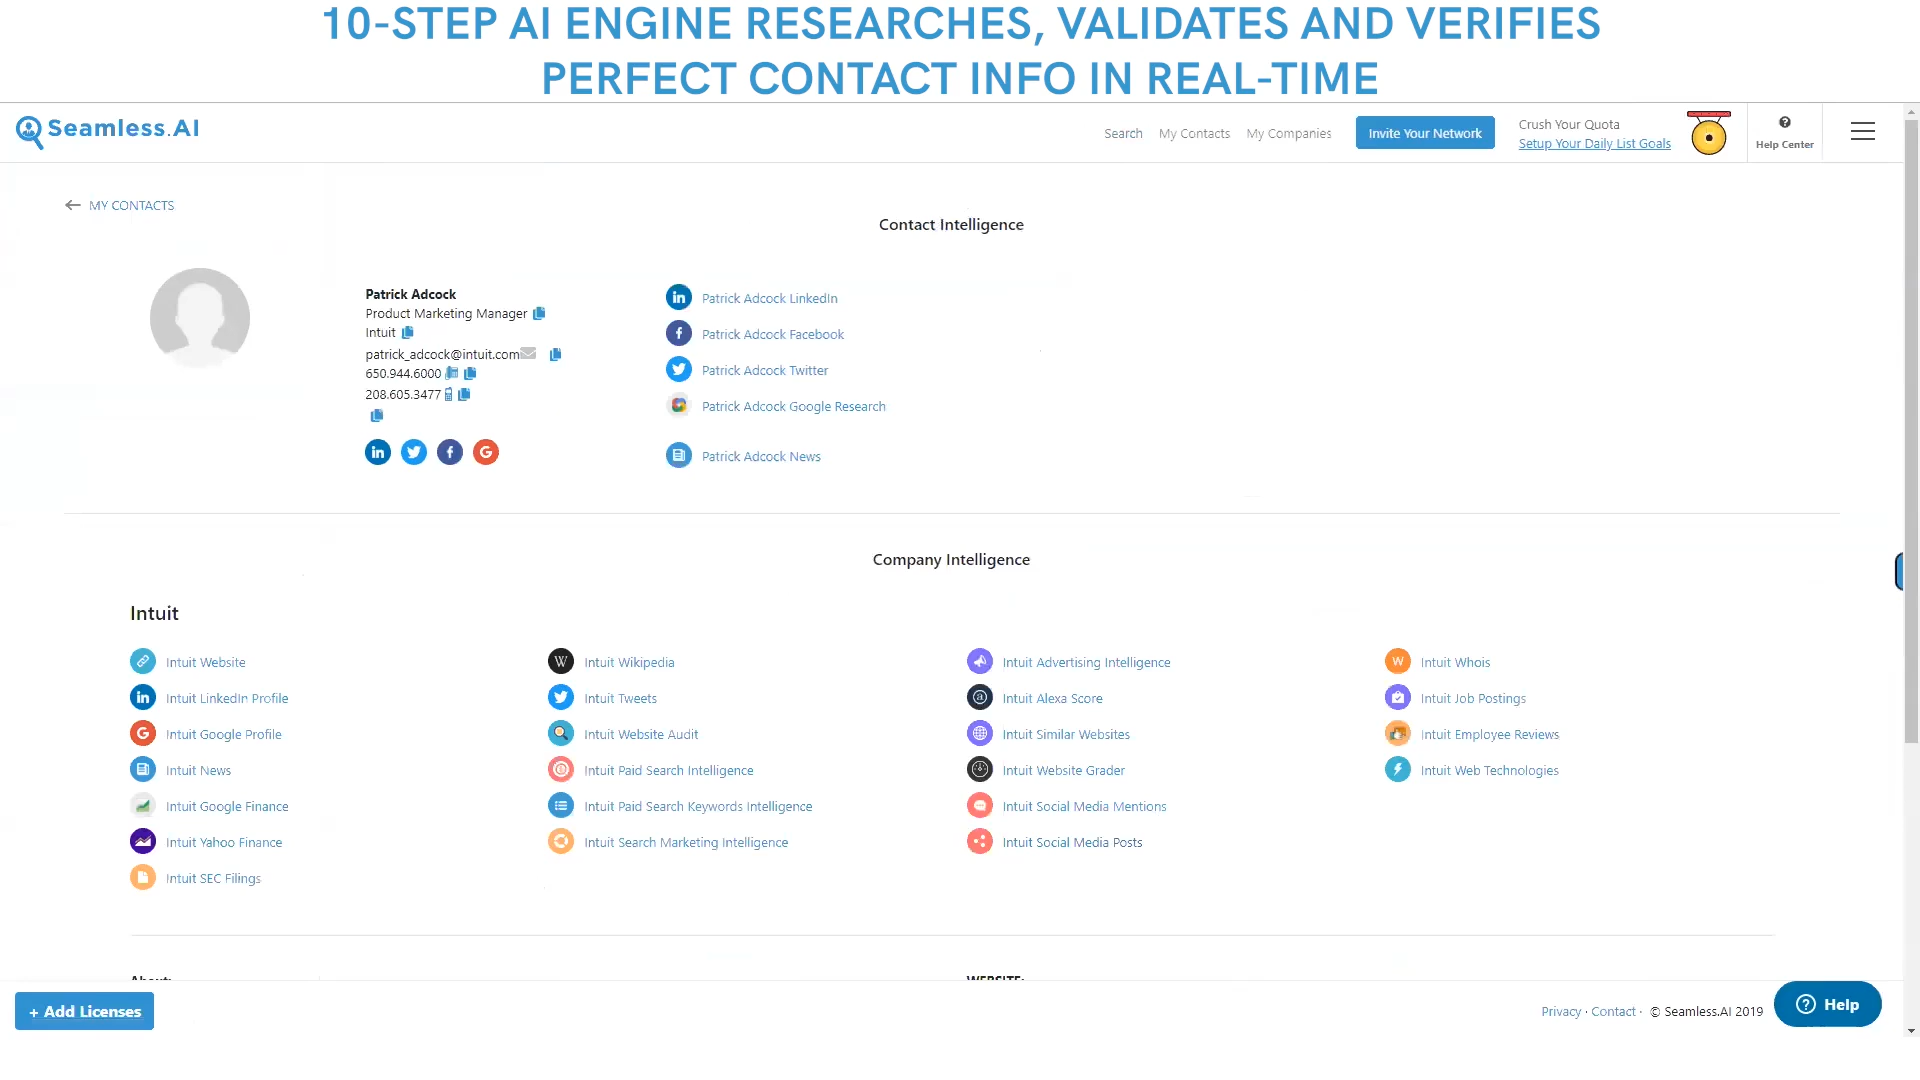 10-STEP AI ENGINE RESEARCHES, VALIDATES AND VERIFIES
PERFECT CONTACT INFO IN REAL-TIME
Seamless.AI
Search
My Contacts
My Companies
Invite Your Network
Crush Your Quota
Setup Your Daily List Goals
Help Center
MY CONTACTS
Contact Intelligence
Patrick Adcock
Product Marketing Manager
Intuit
patrick_adcock@intuit.com
650.944.6000
208.605.3477
Patrick Adcock LinkedIn
Patrick Adcock Facebook
Patrick Adcock Twitter
Patrick Adcock Google Research
Patrick Adcock News
Company Intelligence
Intuit
Intuit Website
Intuit LinkedIn Profile
Intuit Google Profile
Intuit News
Intuit Google Finance
Intuit Yahoo Finance
Intuit SEC Filings
Intuit Wikipedia
Intuit Tweets
Intuit Website Audit
Intuit Paid Search Intelligence
Intuit Paid Search Keywords Intelligence
Intuit Search Marketing Intelligence
Intuit Advertising Intelligence
Intuit Alexa Score
Intuit Similar Websites
Intuit Website Grader
Intuit Social Media Mentions
Intuit Social Media Posts
Intuit Whois
Intuit Job Postings
Intuit Employee Reviews
Intuit Web Technologies
About:
WEBSITE:
+ Add Licenses
Privacy · Contact · © Seamless.AI 2019
Help